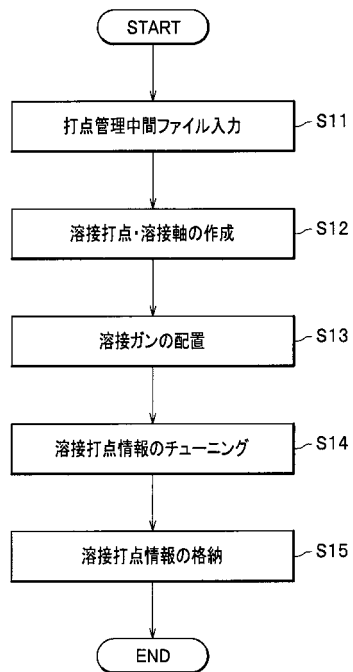 START
打点管理中間ファイル入力
S11
溶接打点・溶接軸の作成
S12
溶接ガンの配置
S13
溶接打点情報のチューニング
S14
溶接打点情報の格納
S15
END